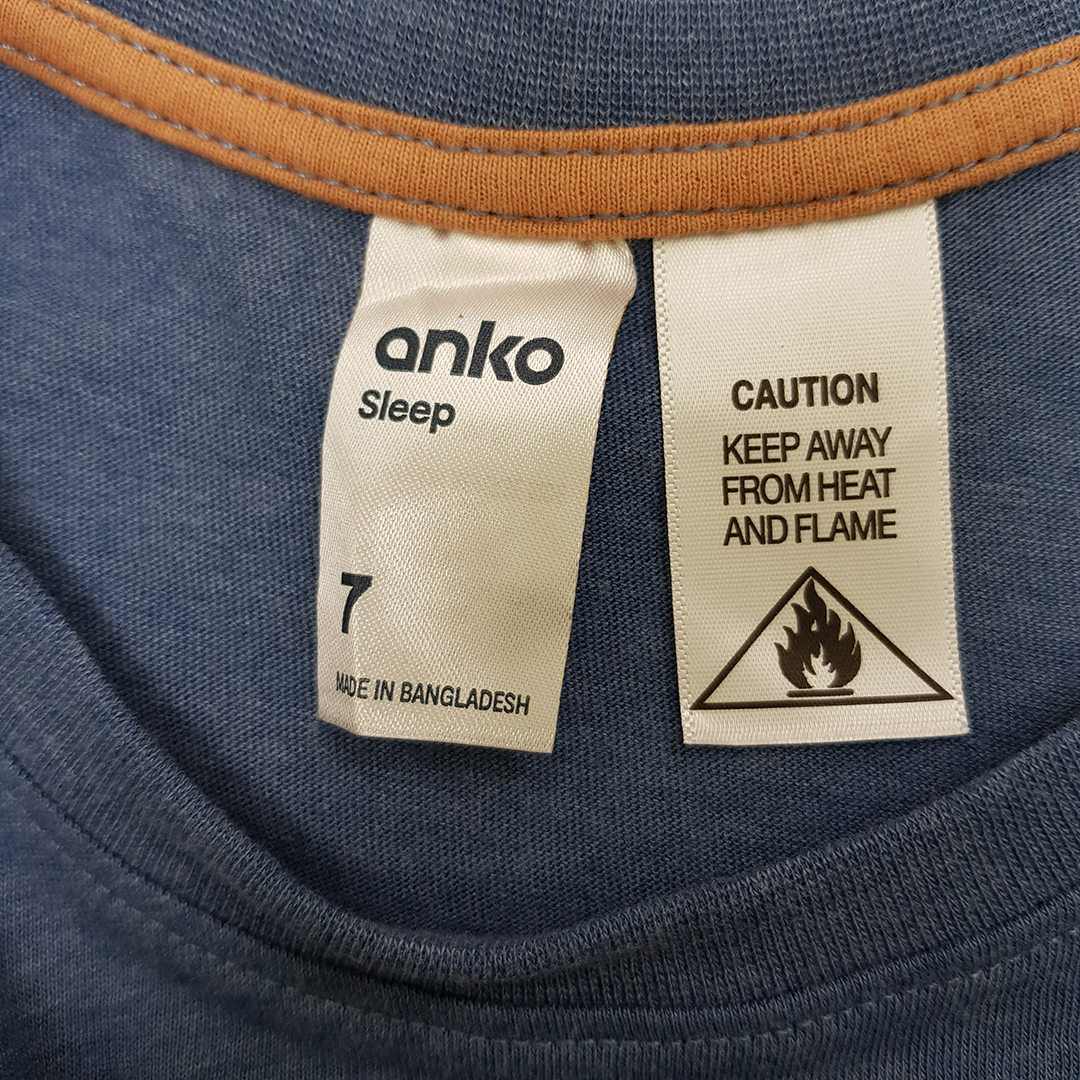 anko
Sleep
7
MADE IN BANGLADESH
CAUTION
KEEP AWAY
FROM HEAT
AND FLAME